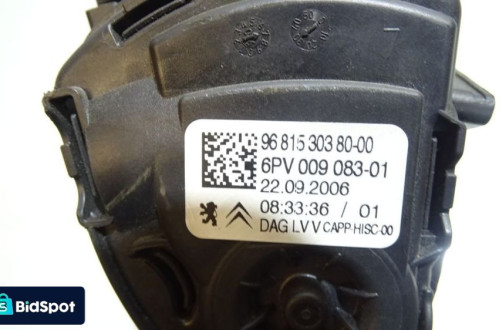 96 815 303 80-00
6PV 009 083-01
22.09.2006
08:33:36 / 01
DAG LV V CAPP-HISC-00
BidSpot